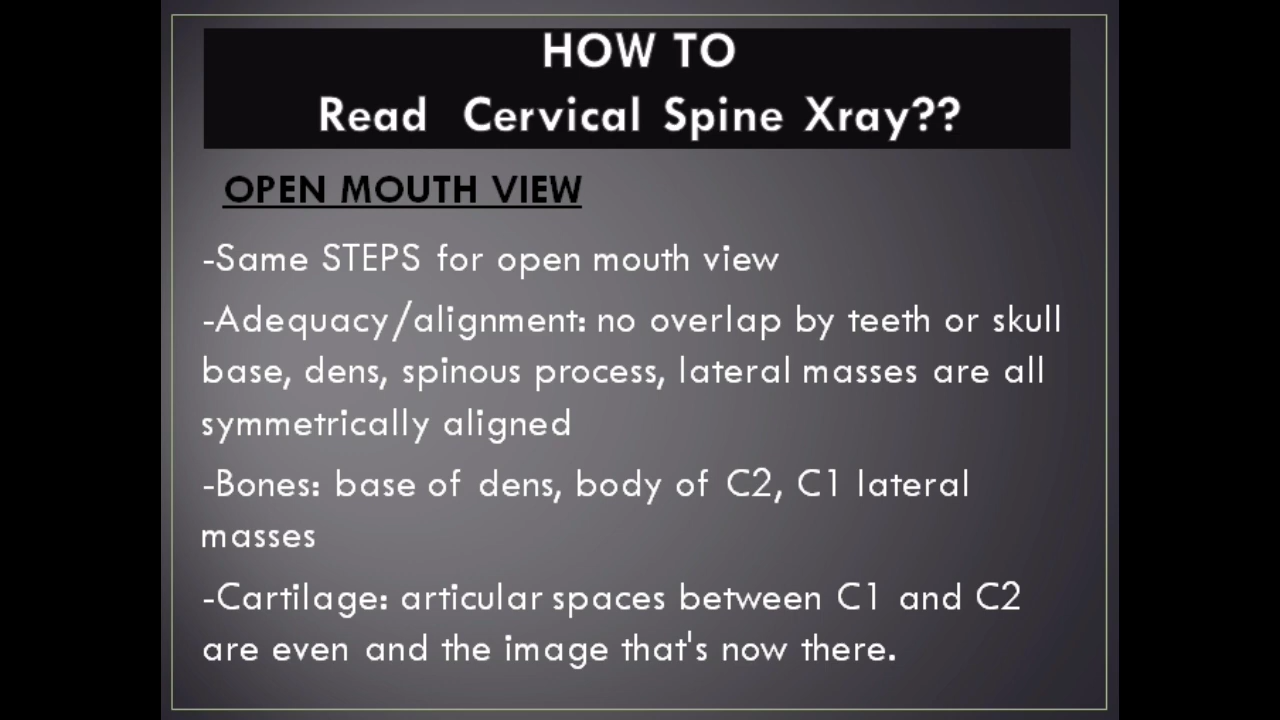 HOW TO
Read Cervical Spine Xray??
OPEN MOUTH VIEW
-Same STEPS for open mouth view
-Adequacy/alignment: no overlap by teeth or skull
base, dens, spinous process, lateral masses are all
symmetrically aligned
-Bones: base of dens, body of C2, C1 lateral
masses
-Cartilage: articular spaces between C1 and C2
are even and the image that's now there.